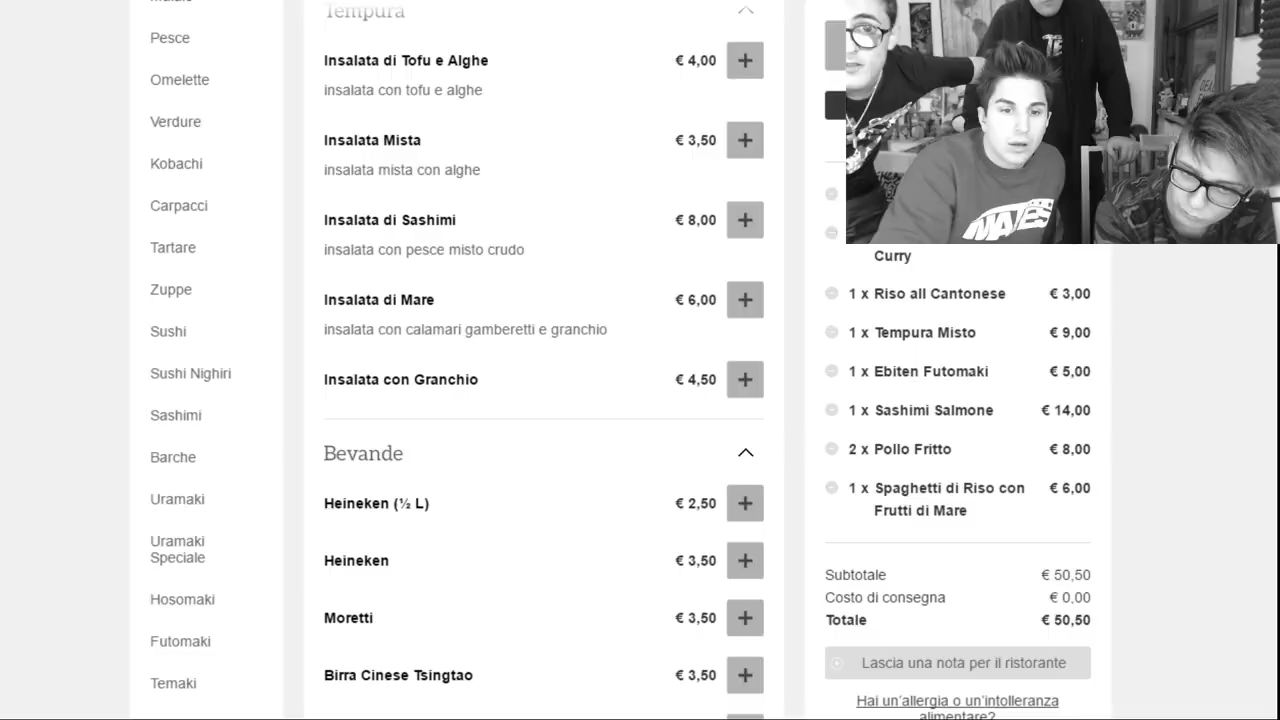 Pesce
Omelette
Verdure
Kobachi
Carpacci
Tartare
Zuppe
Sushi
Sushi Nighiri
Sashimi
Barche
Uramaki
Uramaki
Speciale
Hosomaki
Futomaki
Temaki
Tempura
Insalata di Tofu e Alghe € 4,00 +
insalata con tofu e alghe
Insalata Mista € 3,50 +
insalata mista con alghe
Insalata di Sashimi € 8,00 +
insalata con pesce misto crudo
Insalata di Mare € 6,00 +
insalata con calamari gamberetti e granchio
Insalata con Granchio € 4,50 +
Bevande
Heineken (½ L) € 2,50 +
Heineken € 3,50 +
Moretti € 3,50 +
Birra Cinese Tsingtao € 3,50 +
MATES
Curry
1 x Riso all Cantonese € 3,00
1 x Tempura Misto € 9,00
1 x Ebiten Futomaki € 5,00
1 x Sashimi Salmone € 14,00
2 x Pollo Fritto € 8,00
1 x Spaghetti di Riso con € 6,00
Frutti di Mare
Subtotale € 50,50
Costo di consegna € 0,00
Totale € 50,50
Lascia una nota per il ristorante
Hai un'allergia o un'intolleranza
alimentare?